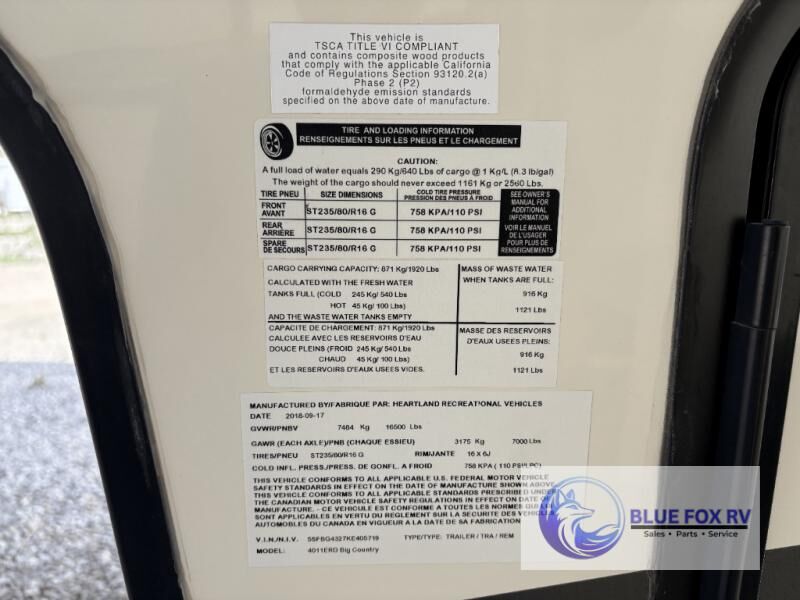 This vehicle is
TSCA TITLE VI COMPLIANT
and contains composite wood products
that comply with the applicable California
Code of Regulations Section 93120.2(a)
Phase 2 (P2)
formaldehyde emission standards
specified on the above date of manufacture.
TIRE AND LOADING INFORMATION
RENSEIGNEMENTS SUR LES PNEUS ET LE CHARGEMENT
CAUTION:
A full load of water equals 290 Kg/640 Lbs of cargo @ 1 Kg/L (8.3 lb/gal)
The weight of the cargo should never exceed 1161 Kg or 2560 Lbs.
TIRE PNEU SIZE DIMENSIONS COLD TIRE PRESSURE
PRESSION DES PNEUS À FROID
FRONT
AVANT ST235/80/R16 G 758 KPA/110 PSI
REAR
ARRIÈRE ST235/80/R16 G 758 KPA/110 PSI
SPARE
DE SECOURS ST235/80/R16 G 758 KPA/110 PSI
SEE OWNER'S
MANUAL FOR
ADDITIONAL
INFORMATION
VOIR LE MANUEL
DE L'USAGER
POUR PLUS DE
RENSEIGNEMENTS
CARGO CARRYING CAPACITY: 871 Kg/1920 Lbs
CALCULATED WITH THE FRESH WATER
TANKS FULL (COLD 245 Kg/ 540 Lbs
HOT 45 Kg/ 100 Lbs)
AND THE WASTE WATER TANKS EMPTY
MASS OF WASTE WATER
WHEN TANKS ARE FULL:
916 Kg
1121 Lbs
CAPACITE DE CHARGEMENT: 871 Kg/1920 Lbs
CALCULEE AVEC LES RESERVOIRS D'EAU
DOUCE PLEINS (FROID 245 Kg/ 540 Lbs
CHAUD 45 Kg/ 100 Lbs)
ET LES RESERVOIRS D'EAU USEES VIDES.
MASSE DES RESERVOIRS
D'EAUX USEES PLEINS:
916 Kg
1121 Lbs
MANUFACTURED BY/FABRIQUE PAR: HEARTLAND RECREATIONAL VEHICLES
DATE 2018-09-17
GVWR/PNBV 7484 Kg 16500 Lbs
GAWR (EACH AXLE)/PNB (CHAQUE ESSIEU) 3175 Kg 7000 Lbs
TIRES/PNEU ST235/80/R16 G RIM/JANTE 16 X 6J
COLD INFL. PRESS./PRESS. DE GONFL. A FROID 758 KPA ( 110 PSI/LPC)
THIS VEHICLE CONFORMS TO ALL APPLICABLE U.S. FEDERAL MOTOR VEHICLE
SAFETY STANDARDS IN EFFECT ON THE DATE OF MANUFACTURE SHOWN ABOVE.
THIS VEHICLE CONFORMS TO ALL APPLICABLE STANDARDS PRESCRIBED UNDER
THE CANADIAN MOTOR VEHICLE SAFETY REGULATIONS IN EFFECT ON DATE OF
MANUFACTURE. - CE VEHICULE EST CONFORME A TOUTES LES NORMES QUI
SONT APPLICABLES EN VERTU DU REGLEMENT SUR LA SECURITE DES VEHICULES
AUTOMOBILES DU CANADA EN VIGUEUR A LA DATE DE SA FABRICATION
V.I.N./N.I.V. 5SFBG4327KE405719 TYPE/TYPE: TRAILER / TRA / REM
MODEL: 4011ERD Big Country
BLUE FOX RV
Sales • Parts • Service